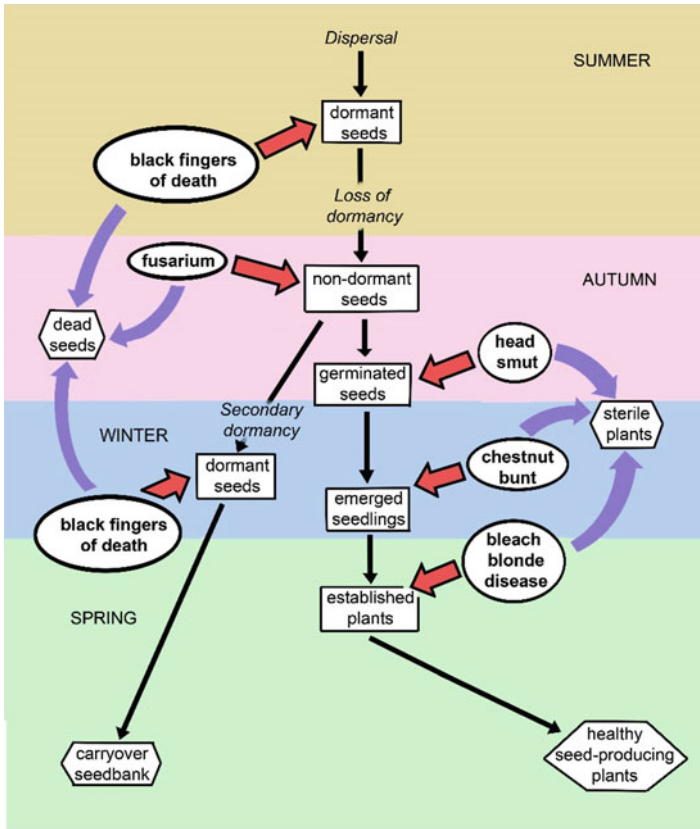 Dispersal
SUMMER
dormant
seeds
black fingers
of death
Loss of
dormancy
fusarium
non-dormant
seeds
AUTUMN
dead
seeds
head
smut
germinated
seeds
Secondary
dormancy
sterile
plants
WINTER
dormant
seeds
chestnut
bunt
black fingers
of death
emerged
seedlings
bleach
blonde
disease
established
plants
SPRING
carryover
seedbank
healthy
seed-producing
plants